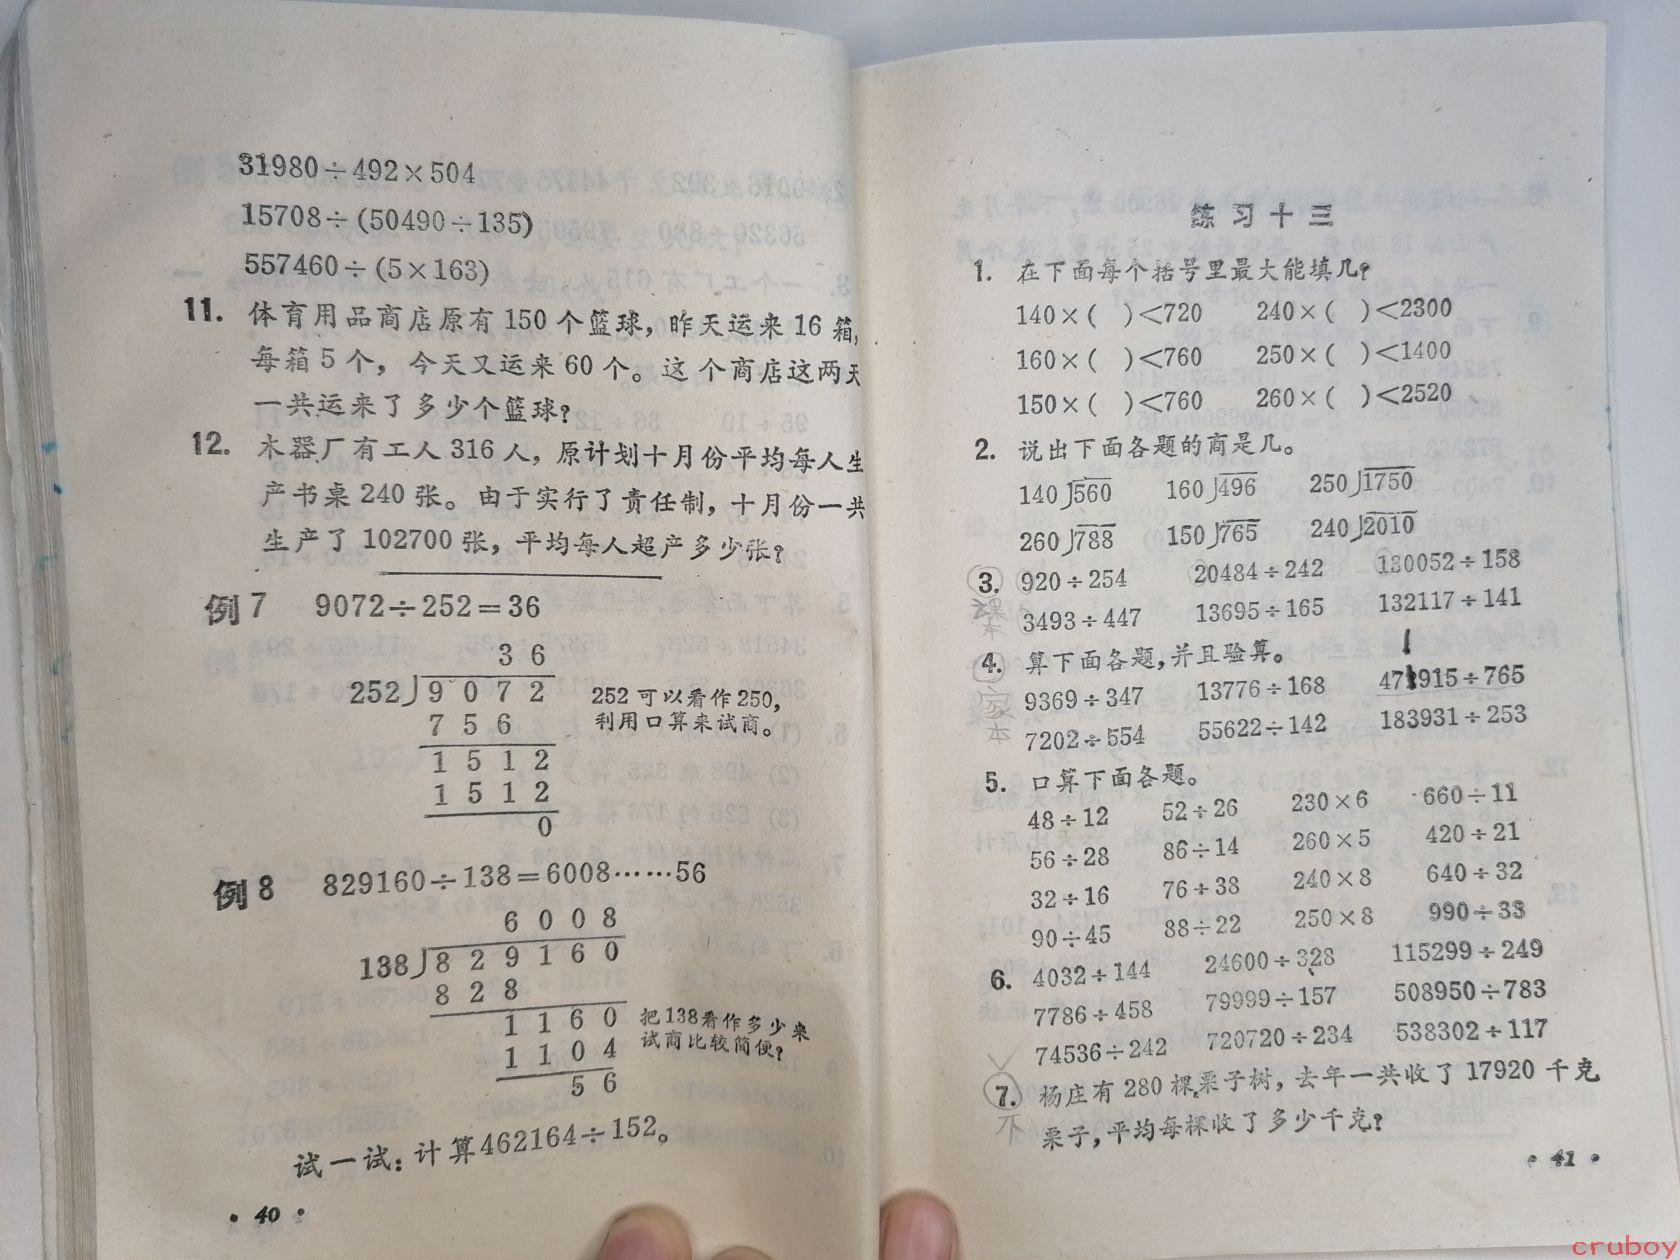 31980÷492×504
15708÷(50490÷135)
557460÷(5×163)
11. 体育用品商店原有150个篮球，昨天运来16箱，
每箱5个，今天又运来60个。这个商店这两天
一共运来了多少个篮球？
12. 木器厂有工人316人，原计划十月份平均每人生
产书桌240张。由于实行了责任制，十月份一共
生产了102700张，平均每人超产多少张？
例7 9072÷252=36
36
252)9072
756
1512
1512
0
252可以看作250，
利用口算来试商。
例8 829160÷138=6008……56
6008
138)829160
828
1160
1104
56
把138看作多少来
试商比较简便？
试一试：计算462164÷152。
• 40 •
练习十三
1. 在下面每个括号里最大能填几？
140×( )<720 240×( )<2300
160×( )<760 250×( )<1400
150×( )<760 260×( )<2520
2. 说出下面各题的商是几。
140)560 160)496 250)1750
260)788 150)765 240)2010
3. 920÷254 20484÷242 130052÷158
课本
3493÷447 13695÷165 132117÷141
4. 算下面各题，并且验算。
家本
1
9369÷347 13776÷168 471915÷765
7202÷554 55622÷142 183931÷253
5. 口算下面各题。
48÷12 52÷26 230×6 660÷11
56÷28 86÷14 260×5 420÷21
32÷16 76÷38 240×8 640÷32
90÷45 88÷22 250×8 990÷33
6. 4032÷144 24600÷328 115299÷249
7786÷458 79999÷157 508950÷783
74536÷242 720720÷234 538302÷117
7. 杨庄有280棵栗子树，去年一共收了17920千克
栗子，平均每棵收了多少千克？
不
• 41 •
cruboy